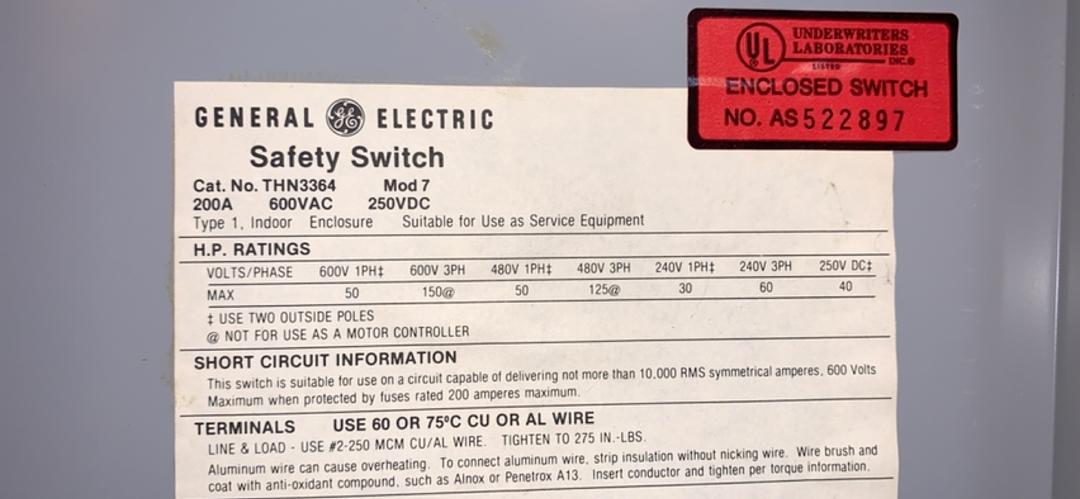 UNDERWRITERS
LABORATORIES
INC.®
UL
®
LISTED
ENCLOSED SWITCH
NO. AS 522897
GENERAL GE ELECTRIC
Safety Switch
Cat. No. THN3364 Mod 7
200A 600VAC 250VDC
Type 1, Indoor Enclosure Suitable for Use as Service Equipment
H.P. RATINGS
VOLTS/PHASE 600V 1PH‡ 600V 3PH 480V 1PH‡ 480V 3PH 240V 1PH‡ 240V 3PH 250V DC‡
MAX 50 150@ 50 125@ 30 60 40
‡ USE TWO OUTSIDE POLES
@ NOT FOR USE AS A MOTOR CONTROLLER
SHORT CIRCUIT INFORMATION
This switch is suitable for use on a circuit capable of delivering not more than 10,000 RMS symmetrical amperes, 600 Volts
Maximum when protected by fuses rated 200 amperes maximum.
TERMINALS USE 60 OR 75ºC CU OR AL WIRE
LINE & LOAD - USE #2-250 MCM CU/AL WIRE. TIGHTEN TO 275 IN.-LBS.
Aluminum wire can cause overheating. To connect aluminum wire, strip insulation without nicking wire. Wire brush and
coat with anti-oxidant compound, such as Alnox or Penetrox A13. Insert conductor and tighten per torque information.